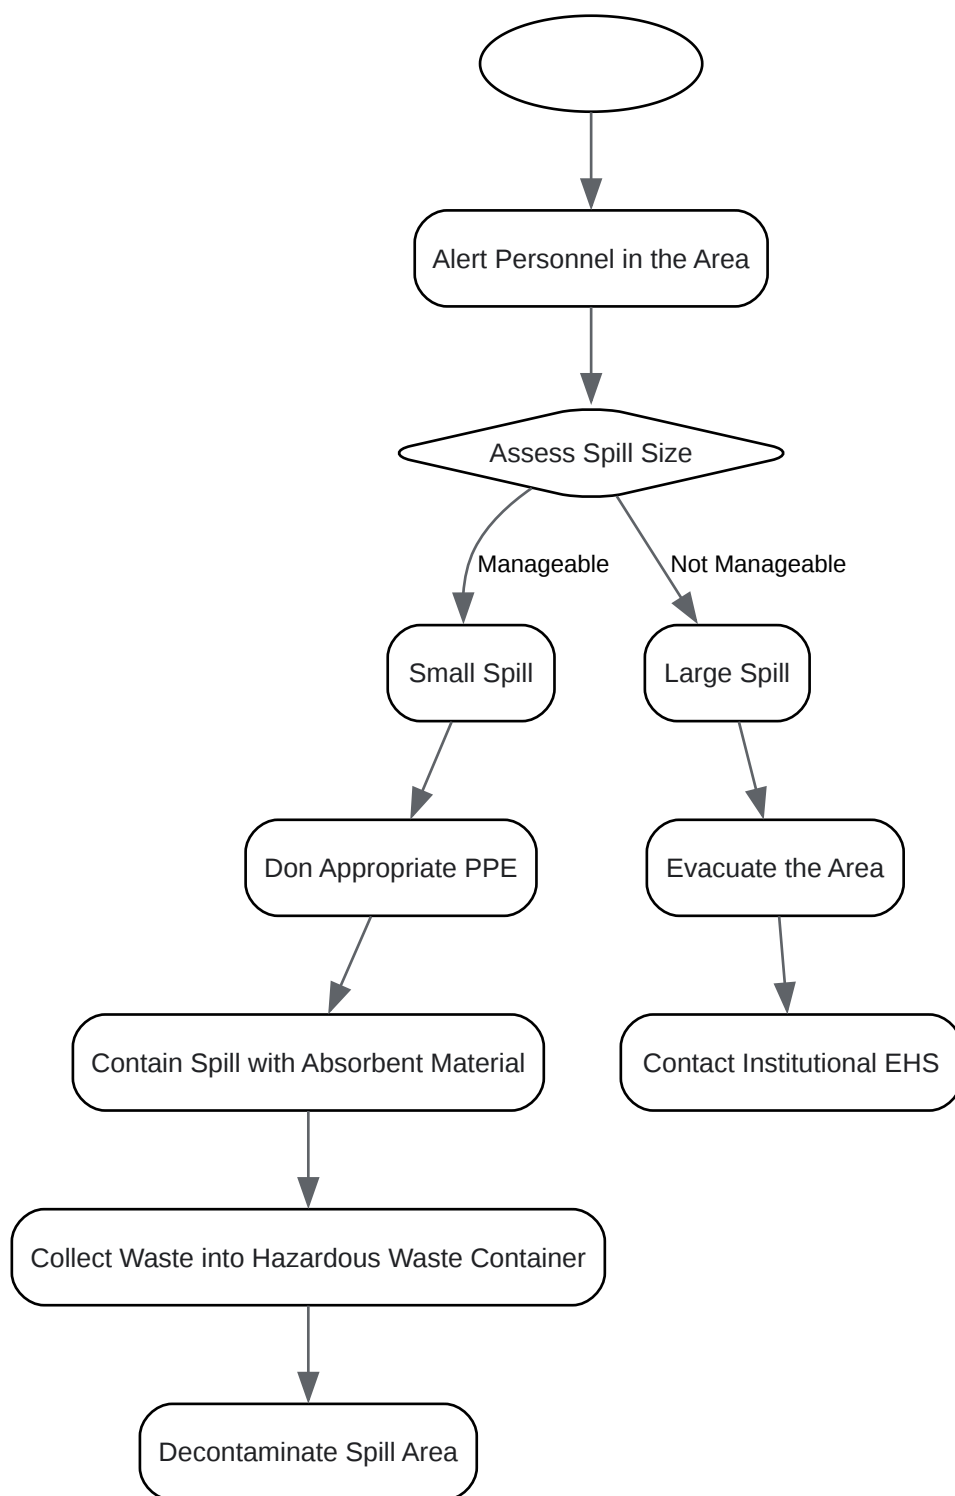 Alert Personnel in the Area
Assess Spill Size
Manageable
Not Manageable
Small Spill
Large Spill
Don Appropriate PPE
Evacuate the Area
Contain Spill with Absorbent Material
Contact Institutional EHS
Collect Waste into Hazardous Waste Container
Decontaminate Spill Area